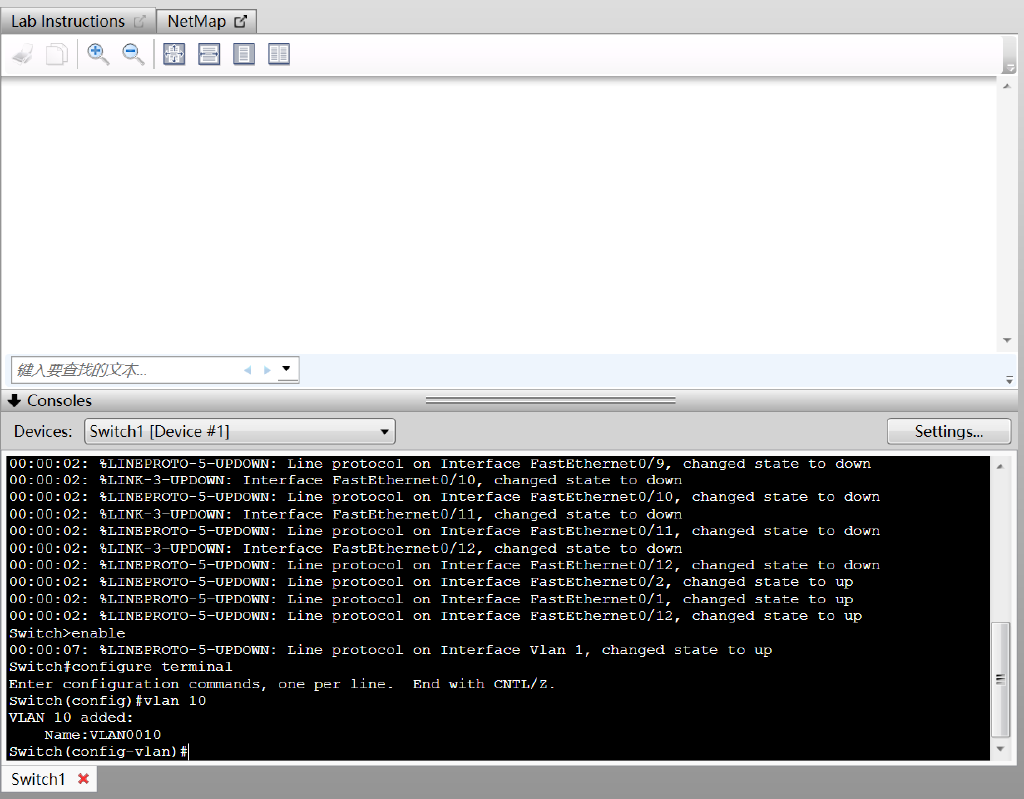 Lab Instructions NetMap
键入要查找的文本...
Consoles
Devices: Switch1 [Device #1] Settings...
00:00:02: %LINEPROTO-5-UPDOWN: Line protocol on Interface FastEthernet0/9, changed state to down
00:00:02: %LINK-3-UPDOWN: Interface FastEthernet0/10, changed state to down
00:00:02: %LINEPROTO-5-UPDOWN: Line protocol on Interface FastEthernet0/10, changed state to down
00:00:02: %LINK-3-UPDOWN: Interface FastEthernet0/11, changed state to down
00:00:02: %LINEPROTO-5-UPDOWN: Line protocol on Interface FastEthernet0/11, changed state to down
00:00:02: %LINK-3-UPDOWN: Interface FastEthernet0/12, changed state to down
00:00:02: %LINEPROTO-5-UPDOWN: Line protocol on Interface FastEthernet0/12, changed state to down
00:00:02: %LINEPROTO-5-UPDOWN: Line protocol on Interface FastEthernet0/2, changed state to up
00:00:02: %LINEPROTO-5-UPDOWN: Line protocol on Interface FastEthernet0/1, changed state to up
00:00:02: %LINEPROTO-5-UPDOWN: Line protocol on Interface FastEthernet0/12, changed state to up
Switch>enable
00:00:07: %LINEPROTO-5-UPDOWN: Line protocol on Interface Vlan 1, changed state to up
Switch#configure terminal
Enter configuration commands, one per line.  End with CNTL/Z.
Switch(config)#vlan 10
VLAN 10 added:
    Name:VLAN0010
Switch(config-vlan)#
Switch1